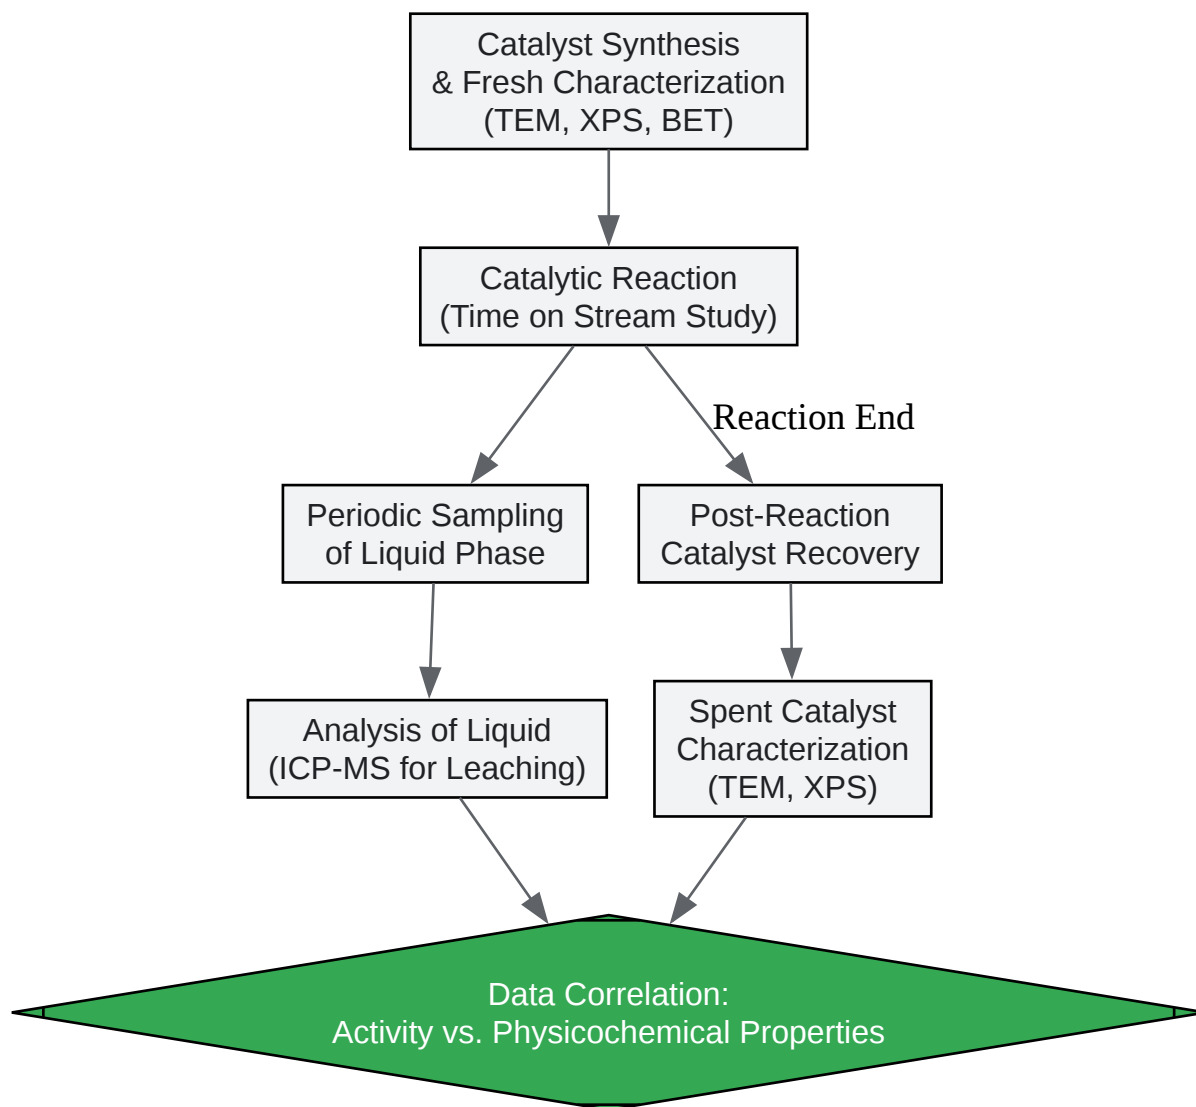 Catalyst Synthesis
& Fresh Characterization
(TEM, XPS, BET)
Catalytic Reaction
(Time on Stream Study)
Reaction End
Periodic Sampling
of Liquid Phase
Post-Reaction
Catalyst Recovery
Analysis of Liquid
(ICP-MS for Leaching)
Spent Catalyst
Characterization
(TEM, XPS)
Data Correlation:
Activity vs. Physicochemical Properties